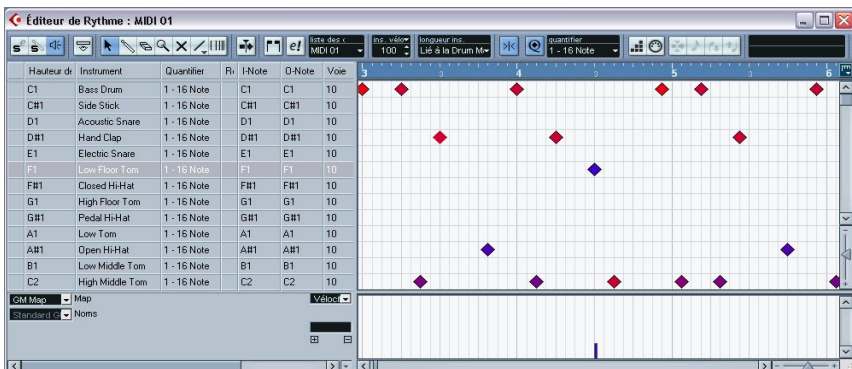 Éditeur de Rythme : MIDI 01
liste des c ins. vélo longueur ins. quantifier
MIDI 01 100 Lié à la Drum M 1 - 16 Note
Hauteur de Instrument Quantifier I-Note O-Note Voie
3 3 4 3 5 3 6
C1 Bass Drum 1 - 16 Note C1 C1 10
C#1 Side Stick 1 - 16 Note C#1 C#1 10
D1 Acoustic Snare 1 - 16 Note D1 D1 10
D#1 Hand Clap 1 - 16 Note D#1 D#1 10
E1 Electric Snare 1 - 16 Note E1 E1 10
F1 Low Floor Tom 1 - 16 Note F1 F1 10
F#1 Closed Hi-Hat 1 - 16 Note F#1 F#1 10
G1 High Floor Tom 1 - 16 Note G1 G1 10
G#1 Pedal Hi-Hat 1 - 16 Note G#1 G#1 10
A1 Low Tom 1 - 16 Note A1 A1 10
A#1 Open Hi-Hat 1 - 16 Note A#1 A#1 10
B1 Low Middle Tom 1 - 16 Note B1 B1 10
C2 High Middle Tom 1 - 16 Note C2 C2 10
GM Map Map Véloci
Standard G Noms